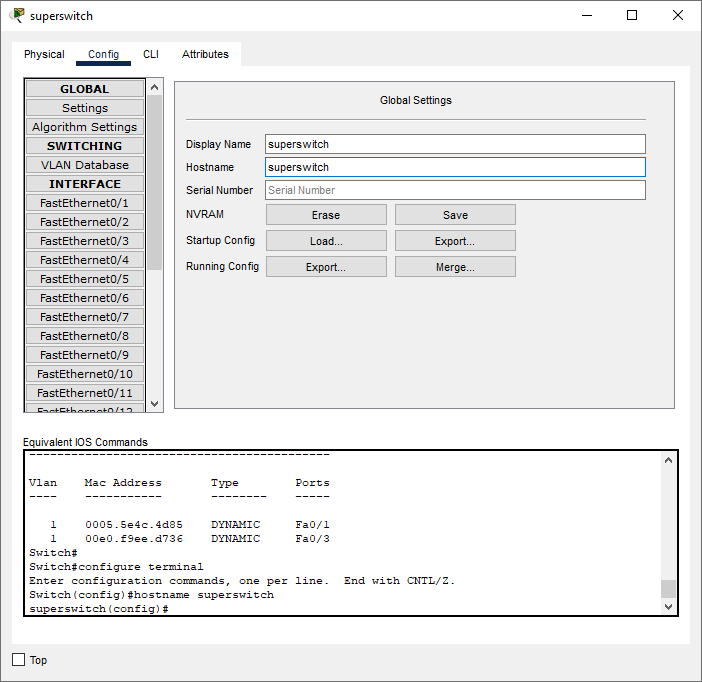 superswitch
Physical Config CLI Attributes
GLOBAL
Settings
Algorithm Settings
SWITCHING
VLAN Database
INTERFACE
FastEthernet0/1
FastEthernet0/2
FastEthernet0/3
FastEthernet0/4
FastEthernet0/5
FastEthernet0/6
FastEthernet0/7
FastEthernet0/8
FastEthernet0/9
FastEthernet0/10
FastEthernet0/11
FastEthernet0/12
Global Settings
Display Name superswitch
Hostname superswitch
Serial Number Serial Number
NVRAM Erase Save
Startup Config Load... Export...
Running Config Export... Merge...
Equivalent IOS Commands
-------------------------------------------
Vlan Mac Address Type Ports
---- ----------- -------- -----
1 0005.5e4c.4d85 DYNAMIC Fa0/1
1 00e0.f9ee.d736 DYNAMIC Fa0/3
Switch#
Switch#configure terminal
Enter configuration commands, one per line. End with CNTL/Z.
Switch(config)#hostname superswitch
superswitch(config)#
Top